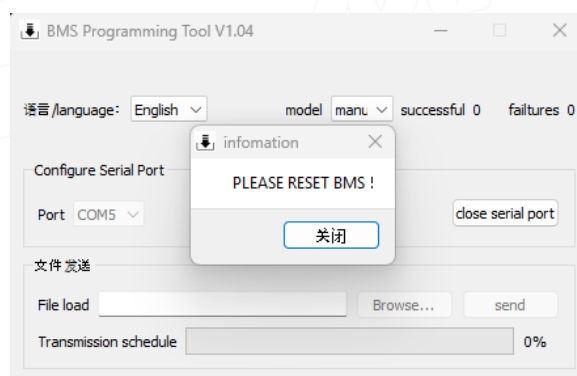 BMS Programming Tool V1.04
语言/language: English model manu successful 0 failtures 0
infomation
PLEASE RESET BMS !
关闭
Configure Serial Port
Port COM5 close serial port
文件发送
File load Browse... send
Transmission schedule 0%